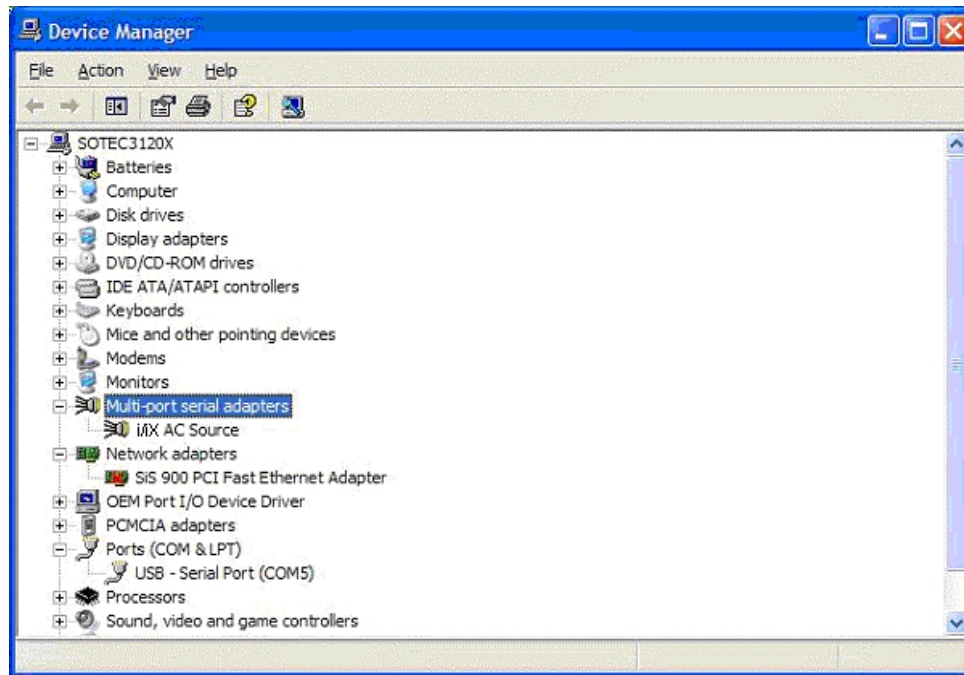 Device Manager
File Action View Help
SOTEC3120X
Batteries
Computer
Disk drives
Display adapters
DVD/CD-ROM drives
IDE ATA/ATAPI controllers
Keyboards
Mice and other pointing devices
Modems
Monitors
Multi-port serial adapters
i/iX AC Source
Network adapters
SiS 900 PCI Fast Ethernet Adapter
OEM Port I/O Device Driver
PCMCIA adapters
Ports (COM & LPT)
USB - Serial Port (COM5)
Processors
Sound, video and game controllers